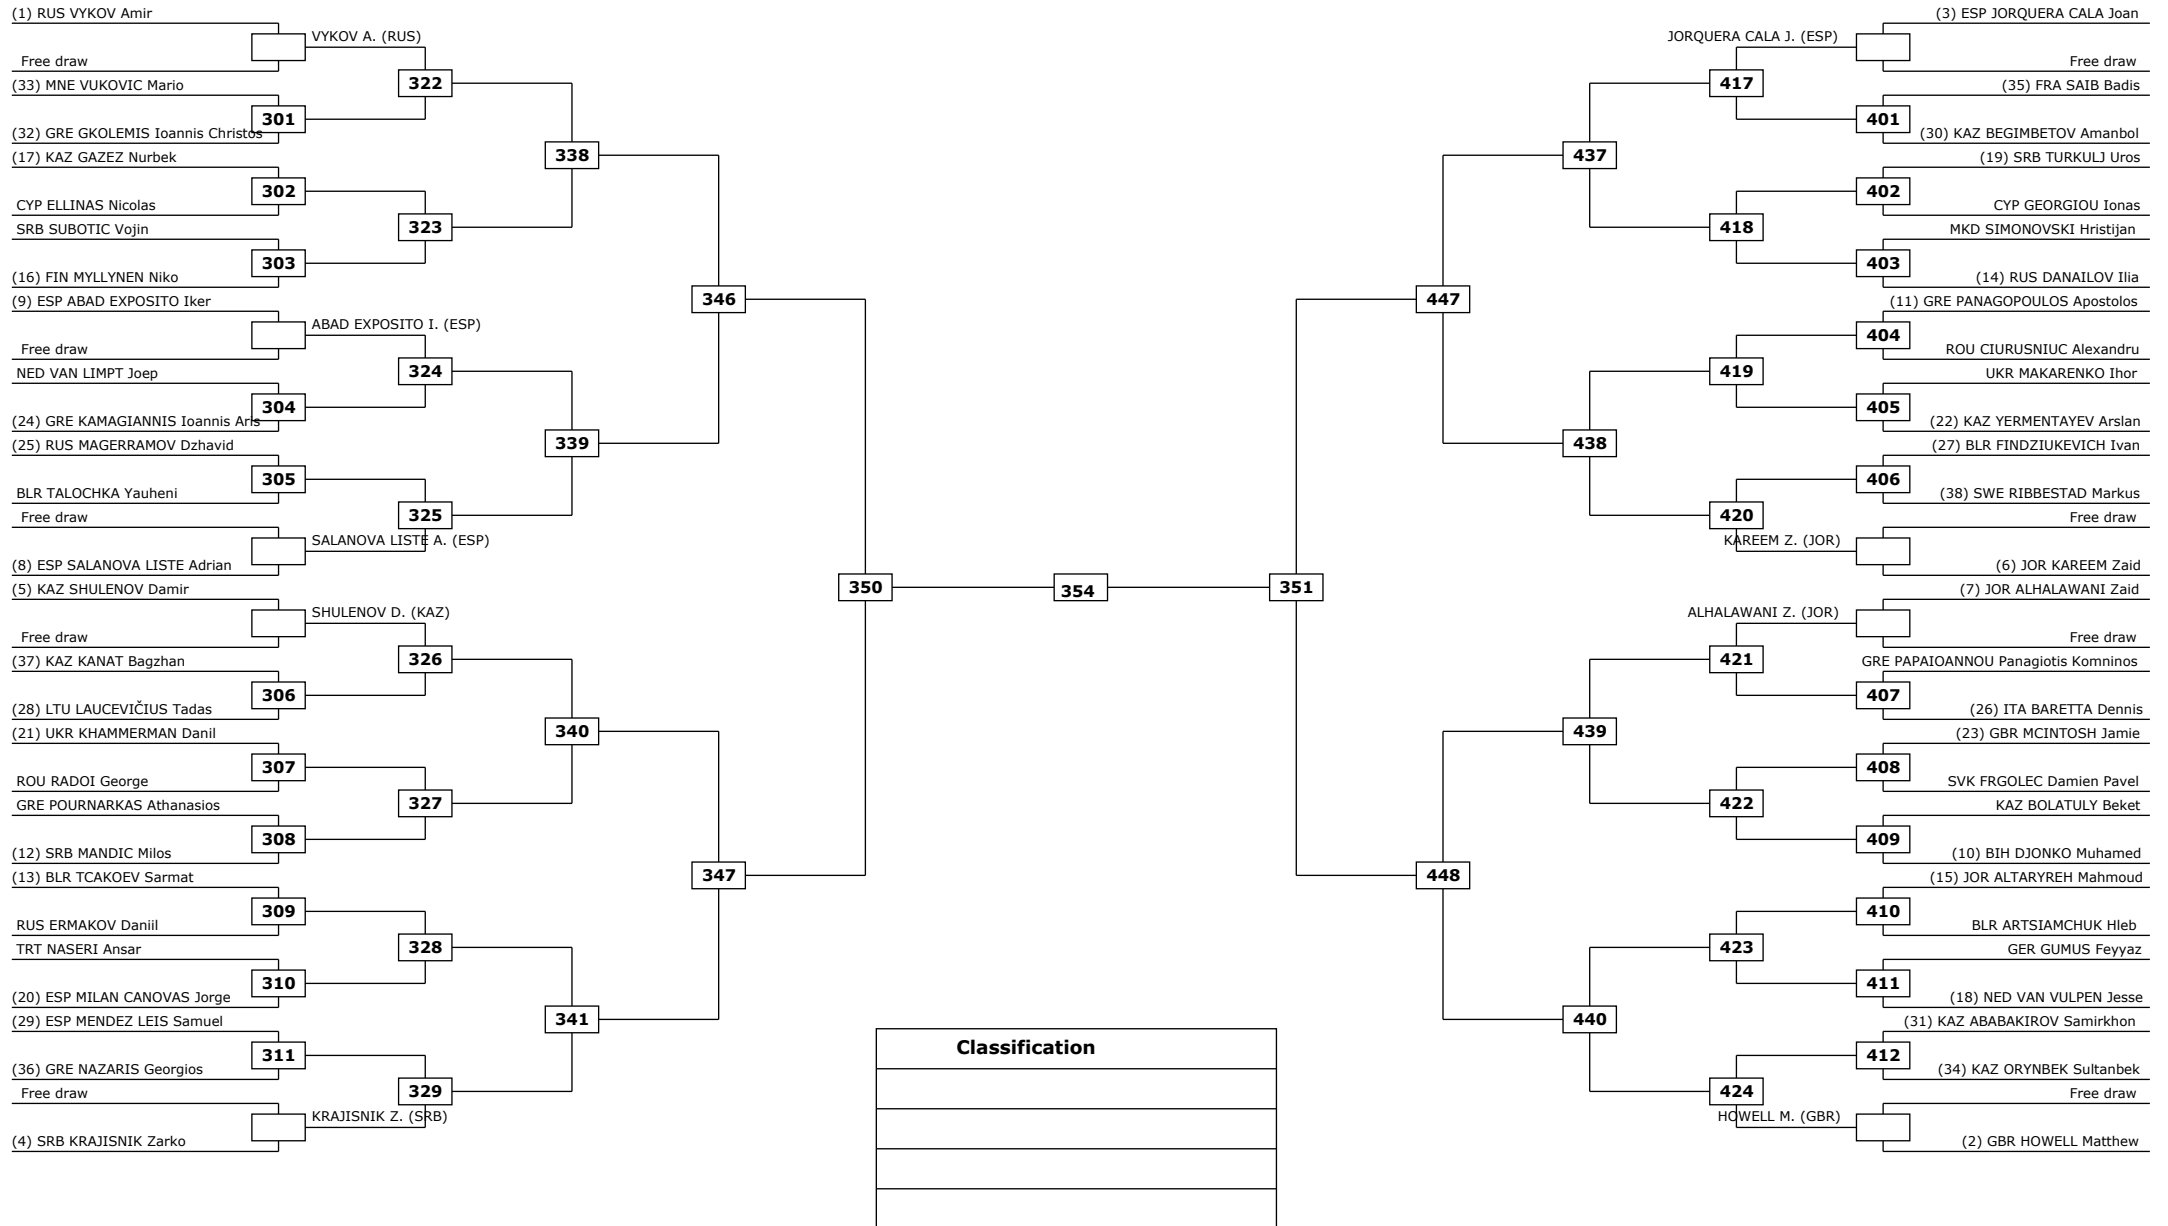 (1) RUS VYKOV Amir
VYKOV A. (RUS)
Free draw
322
(33) MNE VUKOVIC Mario
301
(32) GRE GKOLEMIS Ioannis Christos
338
(17) KAZ GAZEZ Nurbek
302
CYP ELLINAS Nicolas
323
SRB SUBOTIC Vojin
303
(16) FIN MYLLYNEN Niko
346
(9) ESP ABAD EXPOSITO Iker
ABAD EXPOSITO I. (ESP)
Free draw
324
NED VAN LIMPT Joep
304
(24) GRE KAMAGIANNIS Ioannis Aris
339
(25) RUS MAGERRAMOV Dzhavid
305
BLR TALOCHKA Yauheni
325
Free draw
SALANOVA LISTE A. (ESP)
(8) ESP SALANOVA LISTE Adrian
350
(5) KAZ SHULENOV Damir
SHULENOV D. (KAZ)
Free draw
326
(37) KAZ KANAT Bagzhan
306
(28) LTU LAUCEVIČIUS Tadas
340
(21) UKR KHAMMERMAN Danil
307
ROU RADOI George
327
GRE POURNARKAS Athanasios
308
(12) SRB MANDIC Milos
347
(13) BLR TCAKOEV Sarmat
309
RUS ERMAKOV Daniil
328
TRT NASERI Ansar
310
(20) ESP MILAN CANOVAS Jorge
341
(29) ESP MENDEZ LEIS Samuel
311
(36) GRE NAZARIS Georgios
329
Free draw
KRAJISNIK Z. (SRB)
(4) SRB KRAJISNIK Zarko
354
(3) ESP JORQUERA CALA Joan
JORQUERA CALA J. (ESP)
Free draw
417
(35) FRA SAIB Badis
401
(30) KAZ BEGIMBETOV Amanbol
437
(19) SRB TURKULJ Uros
402
CYP GEORGIOU Ionas
418
MKD SIMONOVSKI Hristijan
403
(14) RUS DANAILOV Ilia
447
(11) GRE PANAGOPOULOS Apostolos
404
ROU CIURUSNIUC Alexandru
419
UKR MAKARENKO Ihor
405
(22) KAZ YERMENTAYEV Arslan
438
(27) BLR FINDZIUKEVICH Ivan
406
(38) SWE RIBBESTAD Markus
420
Free draw
KAREEM Z. (JOR)
(6) JOR KAREEM Zaid
351
(7) JOR ALHALAWANI Zaid
ALHALAWANI Z. (JOR)
Free draw
421
GRE PAPAIOANNOU Panagiotis Komninos
407
(26) ITA BARETTA Dennis
439
(23) GBR MCINTOSH Jamie
408
SVK FRGOLEC Damien Pavel
422
KAZ BOLATULY Beket
409
(10) BIH DJONKO Muhamed
448
(15) JOR ALTARYREH Mahmoud
410
BLR ARTSIAMCHUK Hleb
423
GER GUMUS Feyyaz
411
(18) NED VAN VULPEN Jesse
440
(31) KAZ ABABAKIROV Samirkhon
412
(34) KAZ ORYNBEK Sultanbek
424
Free draw
HOWELL M. (GBR)
(2) GBR HOWELL Matthew
Classification